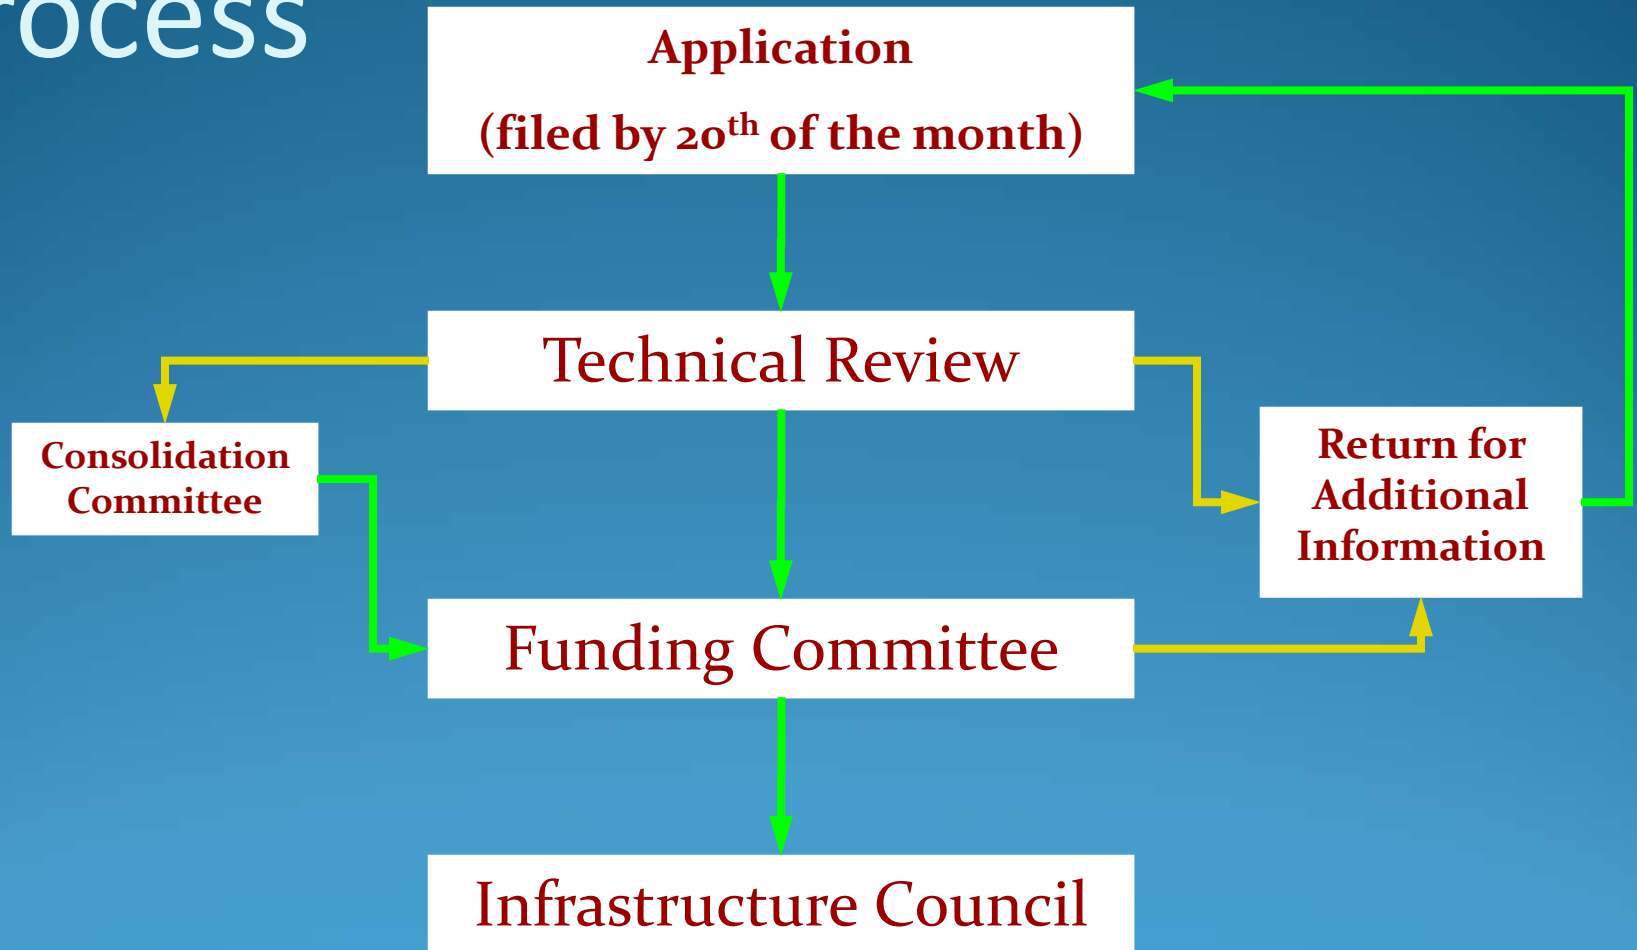 rocess
Application
(filed by 20th of the month)
Technical Review
Consolidation
Committee
Return for
Additional
Information
Funding Committee
Infrastructure Council